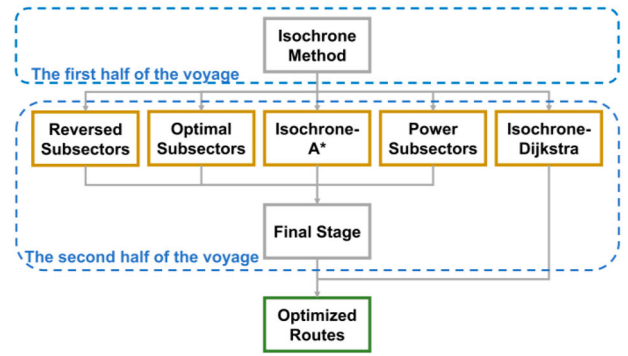 Isochrone
Method
The first half of the voyage
Reversed
Subsectors
Optimal
Subsectors
Isochrone-
A*
Power
Subsectors
Isochrone-
Dijkstra
Final Stage
The second half of the voyage
Optimized
Routes